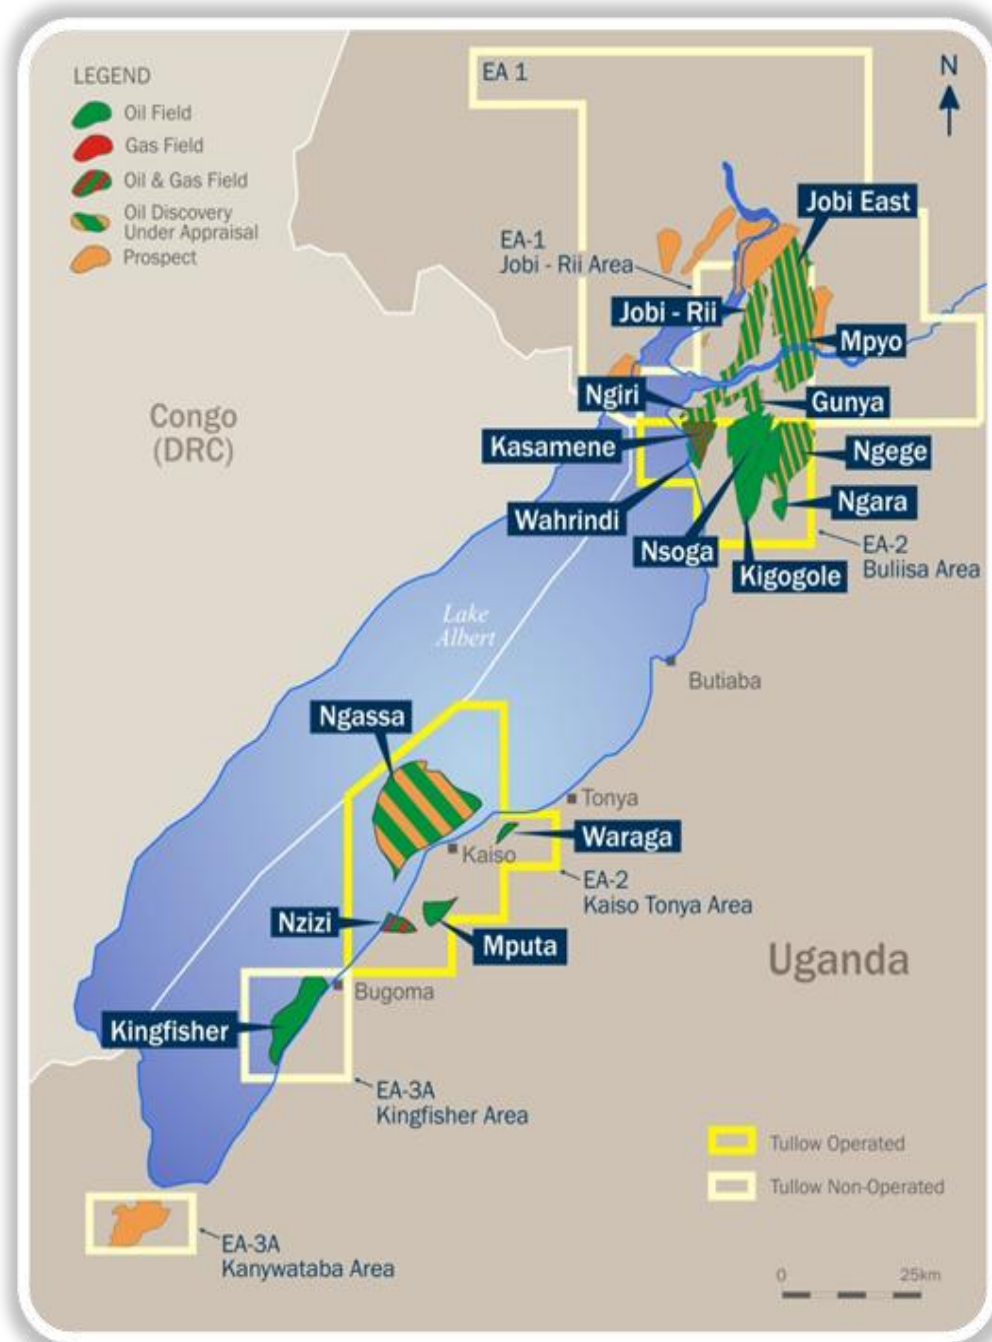 LEGEND
Oil Field
Gas Field
Oil & Gas Field
Oil Discovery
Under Appraisal
Prospect
EA 1
N
Jobi East
EA-1
Jobi - Rii Area
Jobi - Rii
Mpyo
Ngiri
Gunya
Congo
(DRC)
Kasamene
Ngege
Wahrindi
Ngara
Nsoga
Kigogole
EA-2
Buliisa Area
Lake
Albert
Butiaba
Ngassa
Tonya
Waraga
Kaiso
EA-2
Kaiso Tonya Area
Nzizi
Mputa
Uganda
Bugoma
Kingfisher
EA-3A
Kingfisher Area
Tullow Operated
Tullow Non-Operated
EA-3A
Kanywataba Area
0 25km